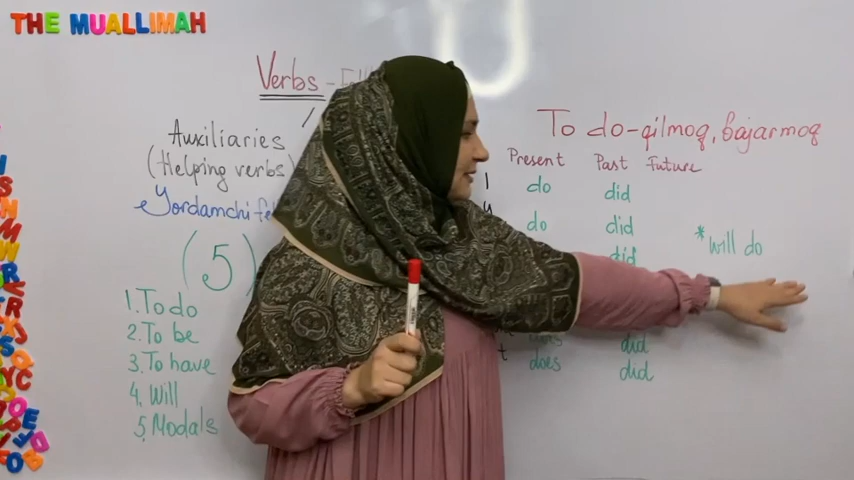 THE MUALLIMAH
Verbs -
Auxiliaries
(Helping verbs)
Yordamchi
(5)
1. To do
2. To be
3. To have
4. Will
5. Modals
To do - qilmoq, bajarmoq
Present Past Future
I do did
do did
did
* will do
did
does did